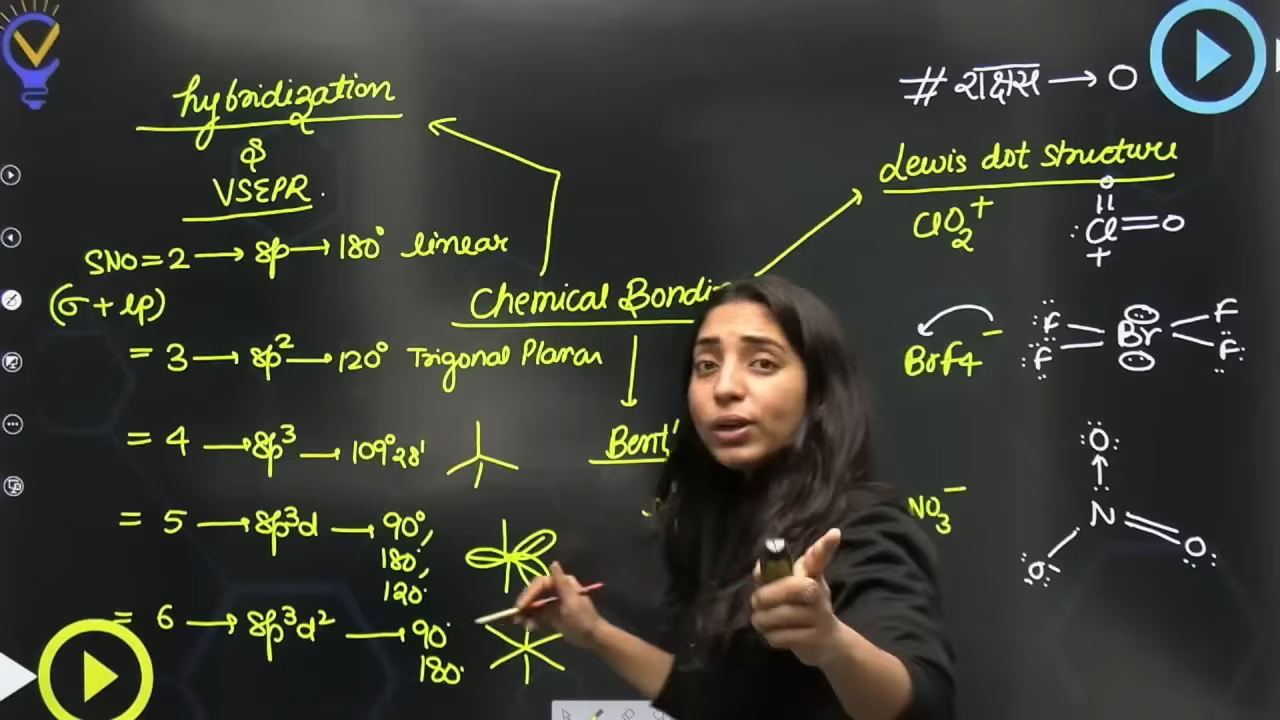 hybridization
&
VSEPR.
SNO = 2 → sp → 180° linear
(σ + lp)
= 3 → sp² → 120° Trigonal Planar
= 4 → sp³ → 109°28'
= 5 → sp³d → 90°,
180°,
120°
= 6 → sp³d² → 90°
180°
Chemical Bondi
Bent'
# राक्षस → O
Lewis dot structure
ClO₂⁺
O
:Cl=O
+
BrF₄⁻
F Br F
F F
NO₃⁻
O
N
O⁻ O